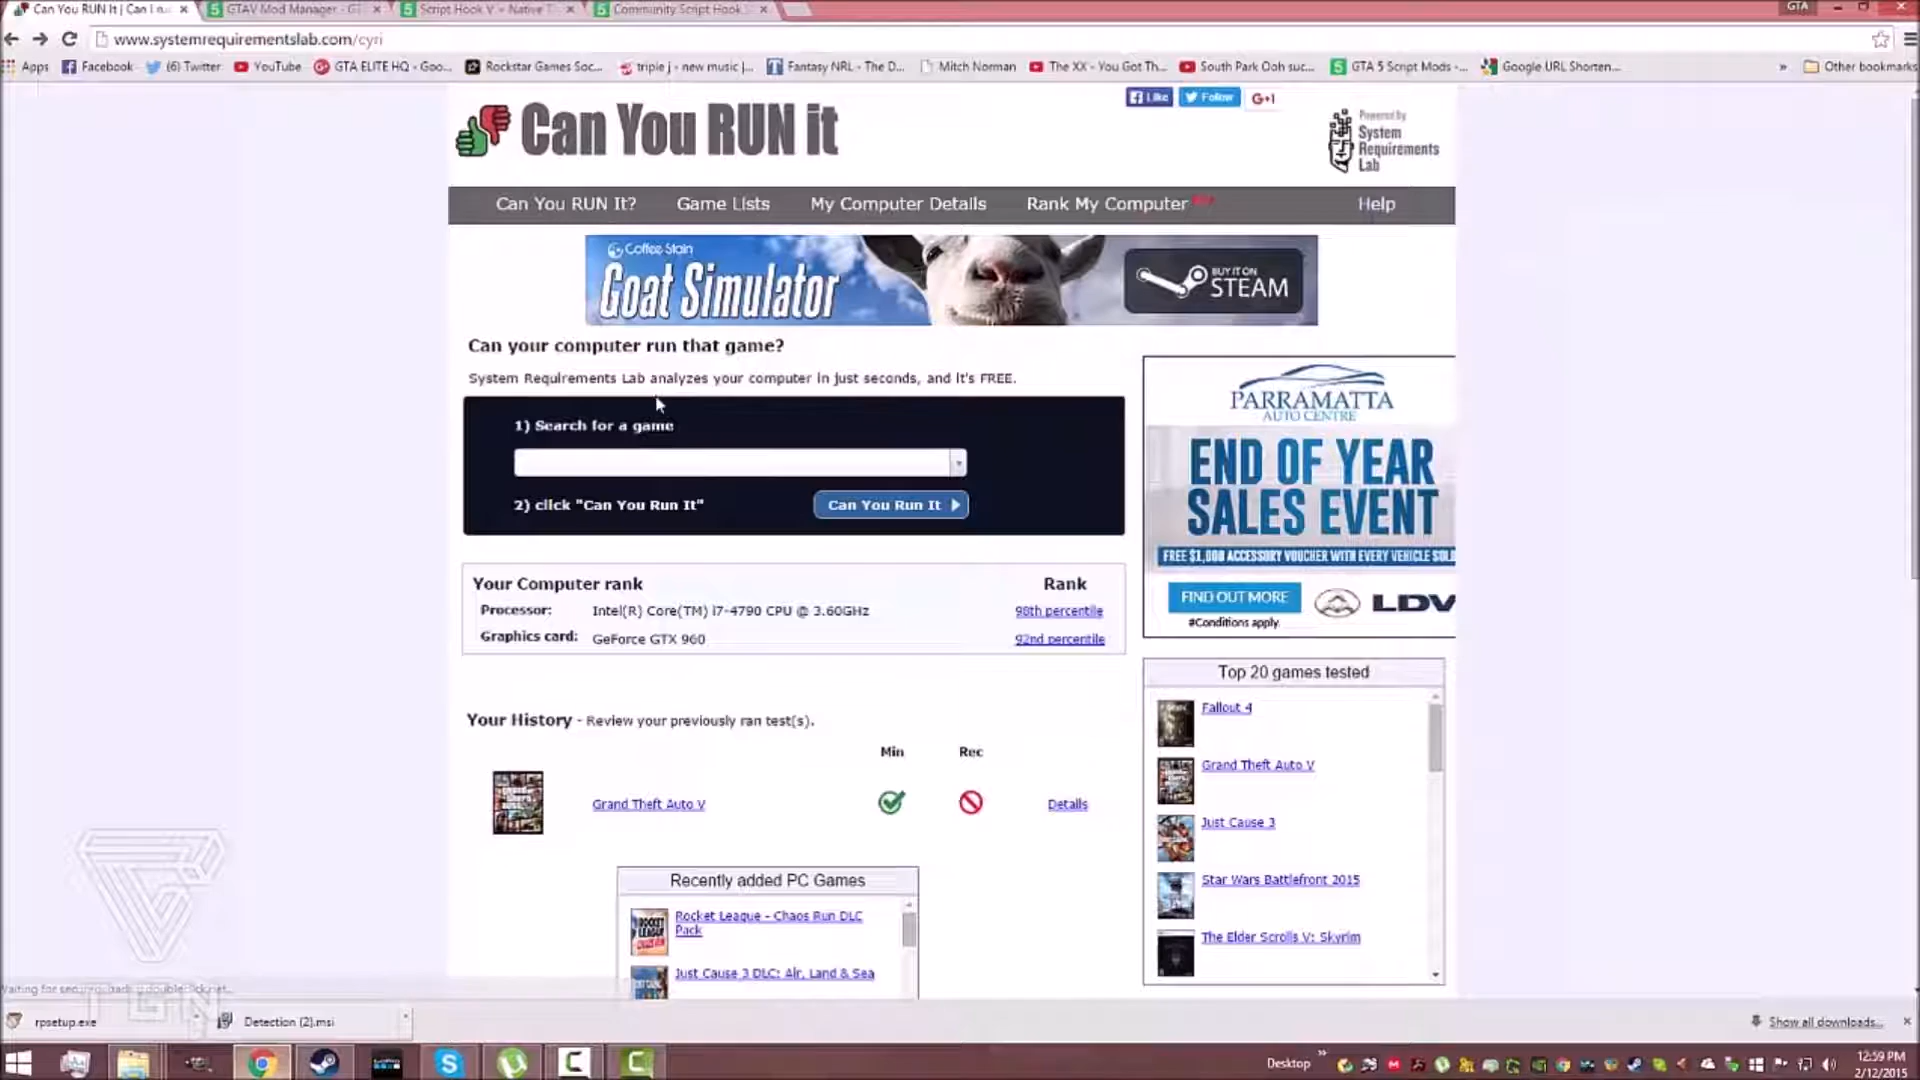 Can You RUN It | Can I ru
GTAV Mod Manager - GT
Script Hook V + Native T
Community Script Hook
GTA
www.systemrequirementslab.com/cyri
Apps
Facebook
(6) Twitter
YouTube
GTA ELITE HQ - Goo...
Rockstar Games Soc...
triple j - new music |...
Fantasy NRL - The D...
Mitch Norman
The XX - You Got Th...
South Park Ooh suc...
GTA 5 Script Mods -...
Google URL Shorten...
»
Other bookmarks
Like
Follow
G+1
Can You RUN it
Powered by
System
Requirements
Lab
Can You RUN It?
Game Lists
My Computer Details
Rank My Computer
Help
Coffee Stain
Goat Simulator
BUY IT ON
STEAM
Can your computer run that game?
System Requirements Lab analyzes your computer in just seconds, and it's FREE.
1) Search for a game
2) click "Can You Run It"
Can You Run It
PARRAMATTA
AUTO CENTRE
END OF YEAR
SALES EVENT
FREE $1,000 ACCESSORY VOUCHER WITH EVERY VEHICLE SOLD
FIND OUT MORE
LDV
#Conditions apply.
Your Computer rank
Rank
Processor:
Intel(R) Core(TM) i7-4790 CPU @ 3.60GHz
98th percentile
Graphics card:
GeForce GTX 960
92nd percentile
Your History - Review your previously ran test(s).
Min
Rec
Grand Theft Auto V
Details
Top 20 games tested
Fallout 4
Grand Theft Auto V
Just Cause 3
Star Wars Battlefront 2015
The Elder Scrolls V: Skyrim
Recently added PC Games
Rocket League - Chaos Run DLC
Pack
Just Cause 3 DLC: Air, Land & Sea
TGN
rpsetup.exe
Detection (2).msi
Show all downloads...
Desktop
»
12:59 PM
2/12/2015